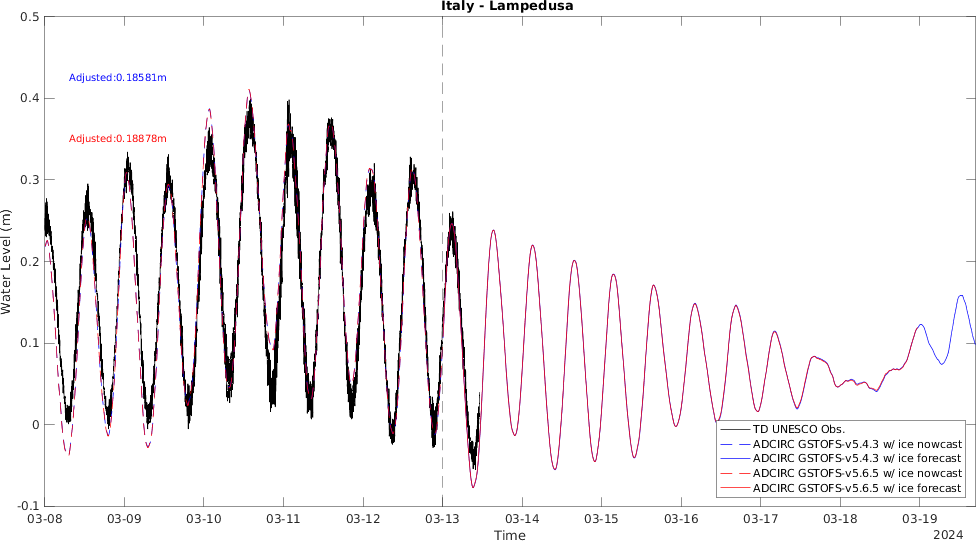 Italy - Lampedusa
0.5
0.4
0.3
0.2
0.1
0
-0.1
Water Level (m)
Adjusted:0.18581m
Adjusted:0.18878m
TD UNESCO Obs.
ADCIRC GSTOFS-v5.4.3 w/ ice nowcast
ADCIRC GSTOFS-v5.4.3 w/ ice forecast
ADCIRC GSTOFS-v5.6.5 w/ ice nowcast
ADCIRC GSTOFS-v5.6.5 w/ ice forecast
03-08 03-09 03-10 03-11 03-12 03-13 03-14 03-15 03-16 03-17 03-18 03-19
Time
2024